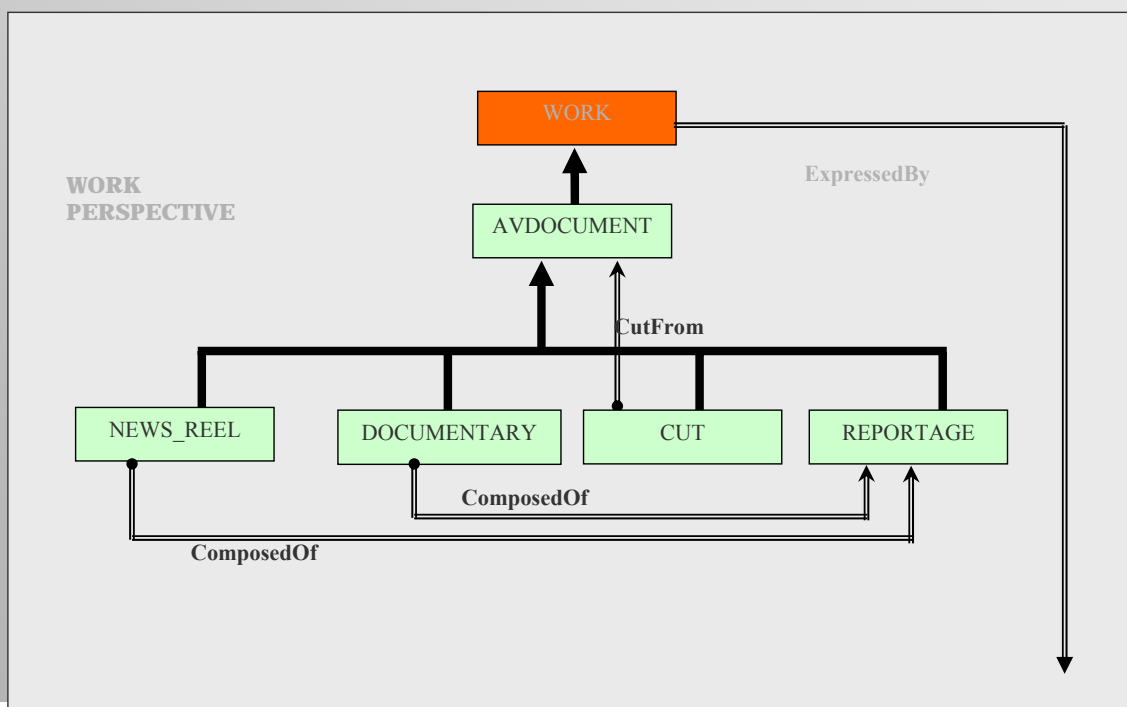 WORK
ExpressedBy
WORK
PERSPECTIVE
AVDOCUMENT
CutFrom
NEWS_REEL
DOCUMENTARY
CUT
REPORTAGE
ComposedOf
ComposedOf